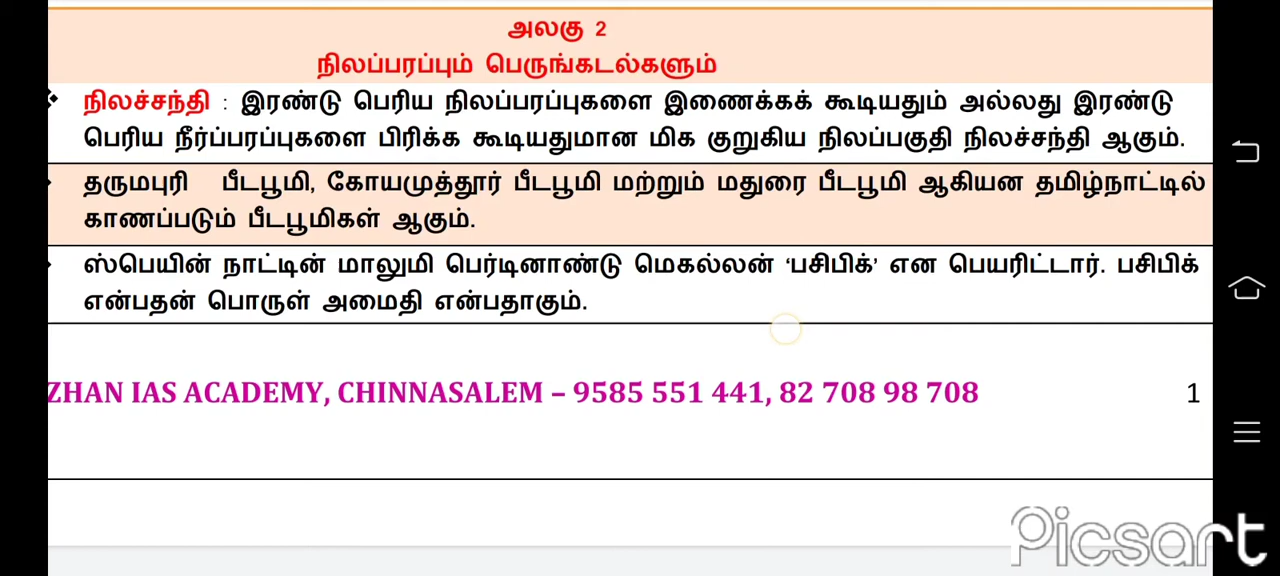 அலகு 2
நிலப்பரப்பும் பெருங்கடல்களும்
நிலச்சந்தி : இரண்டு பெரிய நிலப்பரப்புகளை இணைக்கக் கூடியதும் அல்லது இரண்டு
பெரிய நீர்ப்பரப்புகளை பிரிக்க கூடியதுமான மிக குறுகிய நிலப்பகுதி நிலச்சந்தி ஆகும்.
தருமபுரி பீடபூமி, கோயமுத்தூர் பீடபூமி மற்றும் மதுரை பீடபூமி ஆகியன தமிழ்நாட்டில்
காணப்படும் பீடபூமிகள் ஆகும்.
ஸ்பெயின் நாட்டின் மாலுமி பெர்டினாண்டு மெகல்லன் ‘பசிபிக்’ என பெயரிட்டார். பசிபிக்
என்பதன் பொருள் அமைதி என்பதாகும்.
ZHAN IAS ACADEMY, CHINNASALEM – 9585 551 441, 82 708 98 708 1
Picsart